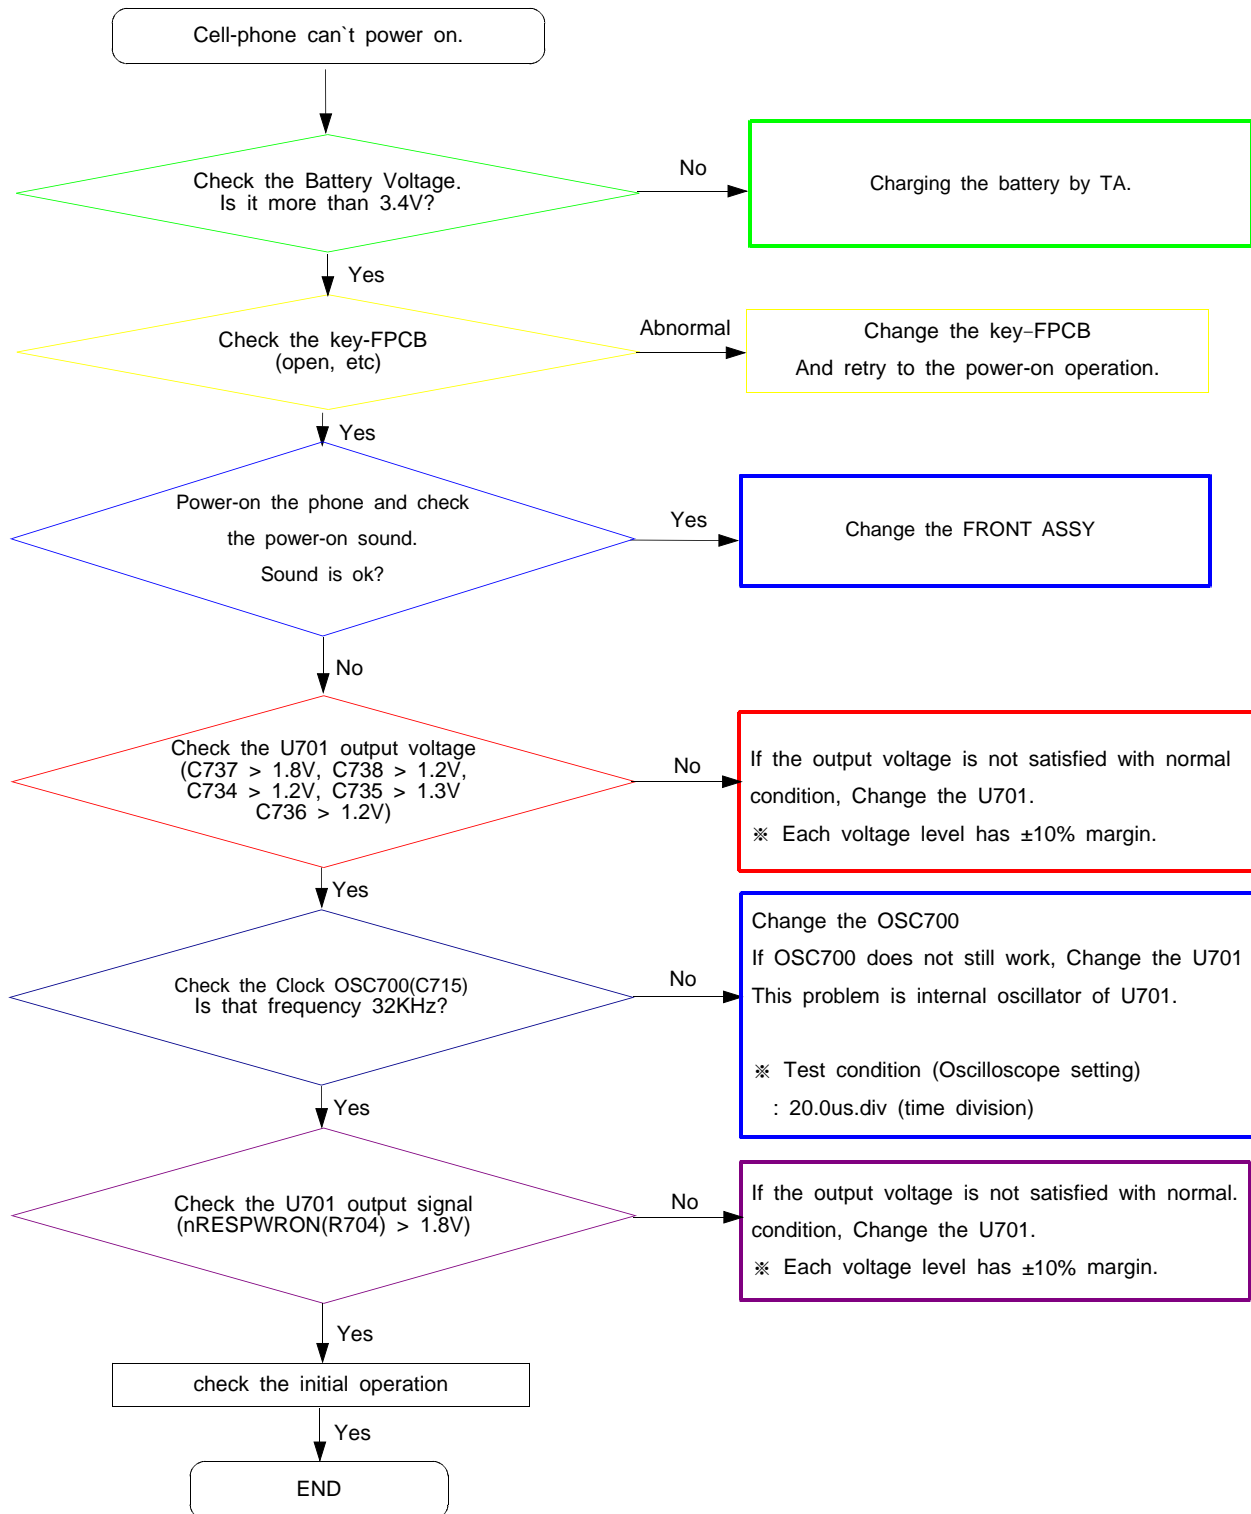 Cell-phone can`t power on.
Check the Battery Voltage.
Is it more than 3.4V?
No
Charging the battery by TA.
Yes
Check the key-FPCB
(open, etc)
Abnormal
Change the key-FPCB
And retry to the power-on operation.
Yes
Power-on the phone and check
the power-on sound.
Sound is ok?
Yes
Change the FRONT ASSY
No
Check the U701 output voltage
(C737 > 1.8V, C738 > 1.2V,
C734 > 1.2V, C735 > 1.3V
C736 > 1.2V)
No
If the output voltage is not satisfied with normal
condition, Change the U701.
※ Each voltage level has ±10% margin.
Yes
Check the Clock OSC700(C715)
Is that frequency 32KHz?
No
Change the OSC700
If OSC700 does not still work, Change the U701
This problem is internal oscillator of U701.
※ Test condition (Oscilloscope setting)
: 20.0us.div (time division)
Yes
Check the U701 output signal
(nRESPWRON(R704) > 1.8V)
No
If the output voltage is not satisfied with normal.
condition, Change the U701.
※ Each voltage level has ±10% margin.
Yes
check the initial operation
Yes
END